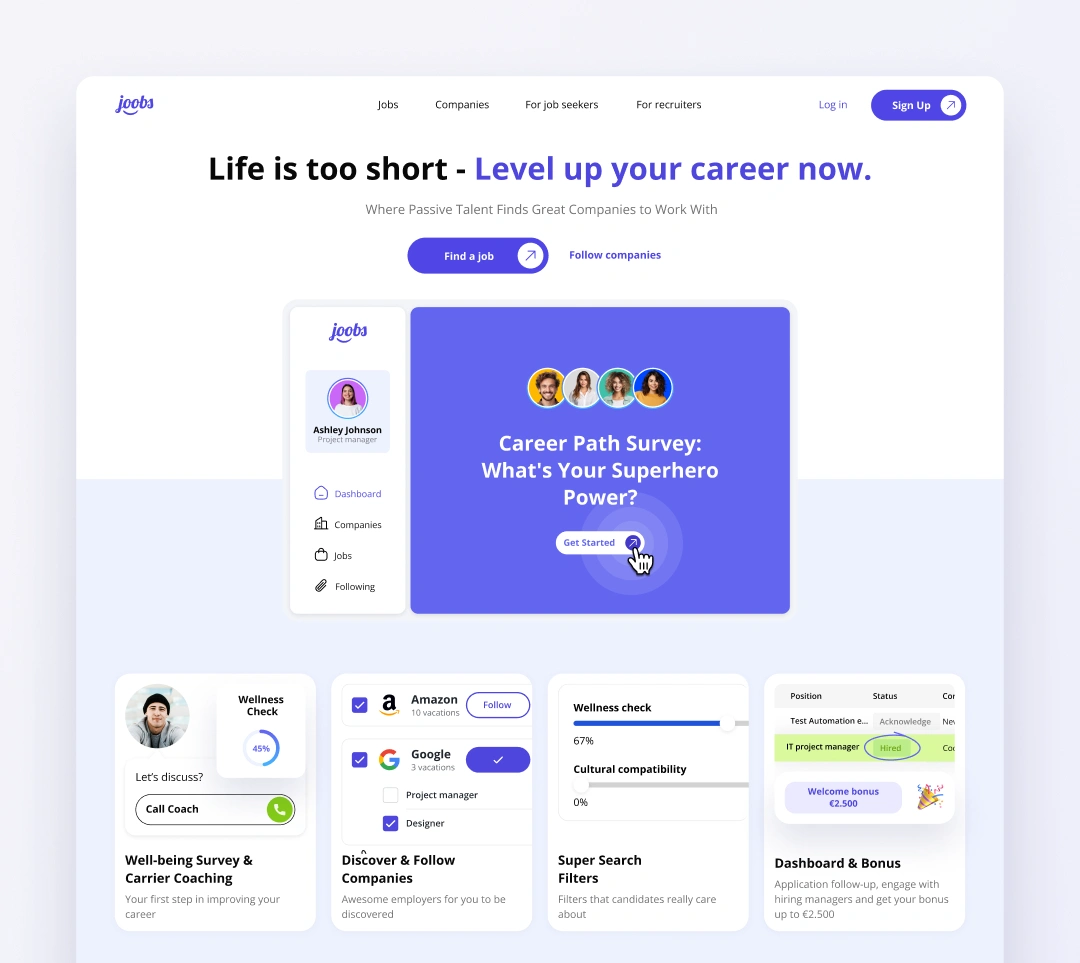 joobs
Jobs
Companies
For job seekers
For recruiters
Log in
Sign Up
Life is too short - Level up your career now.
Where Passive Talent Finds Great Companies to Work With
Find a job
Follow companies
joobs
Ashley Johnson
Project manager
Dashboard
Companies
Jobs
Following
Career Path Survey:
What's Your Superhero
Power?
Get Started
Wellness
Check
45%
Let's discuss?
Call Coach
Well-being Survey &
Carrier Coaching
Your first step in improving your
career
a
Amazon
10 vacations
Follow
G
Google
3 vacations
Project manager
Designer
Discover & Follow
Companies
Awesome employers for you to be
discovered
Wellness check
67%
Cultural compatibility
0%
Super Search
Filters
Filters that candidates really care
about
Position Status Cor
Test Automation e... Acknowledge Nev
IT project manager Hired Coc
Welcome bonus
€2.500
Dashboard & Bonus
Application follow-up, engage with
hiring managers and get your bonus
up to €2.500